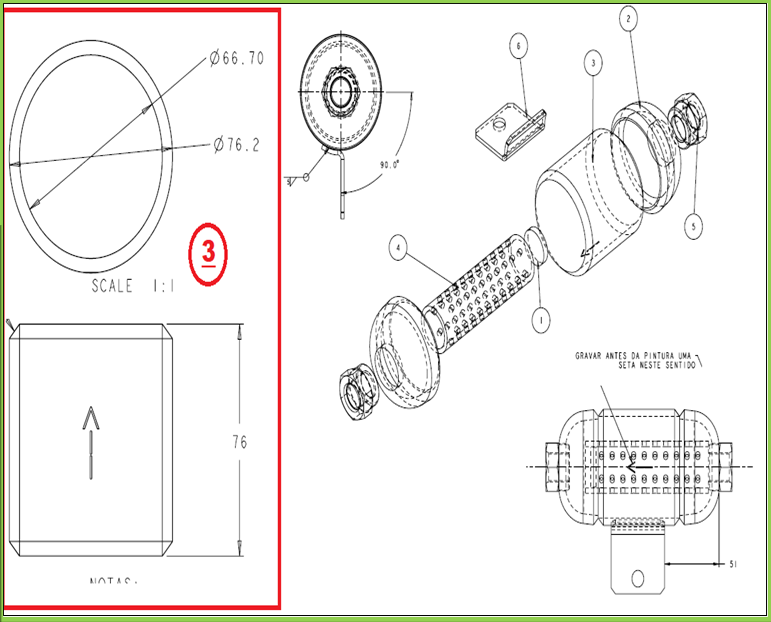 Ø66.70
Ø76.2
3
SCALE 1:1
76
NOTAS:
90.0°
6
2
3
4
5
1
GRAVAR ANTES DA PINTURA UMA
SETA NESTE SENTIDO
51